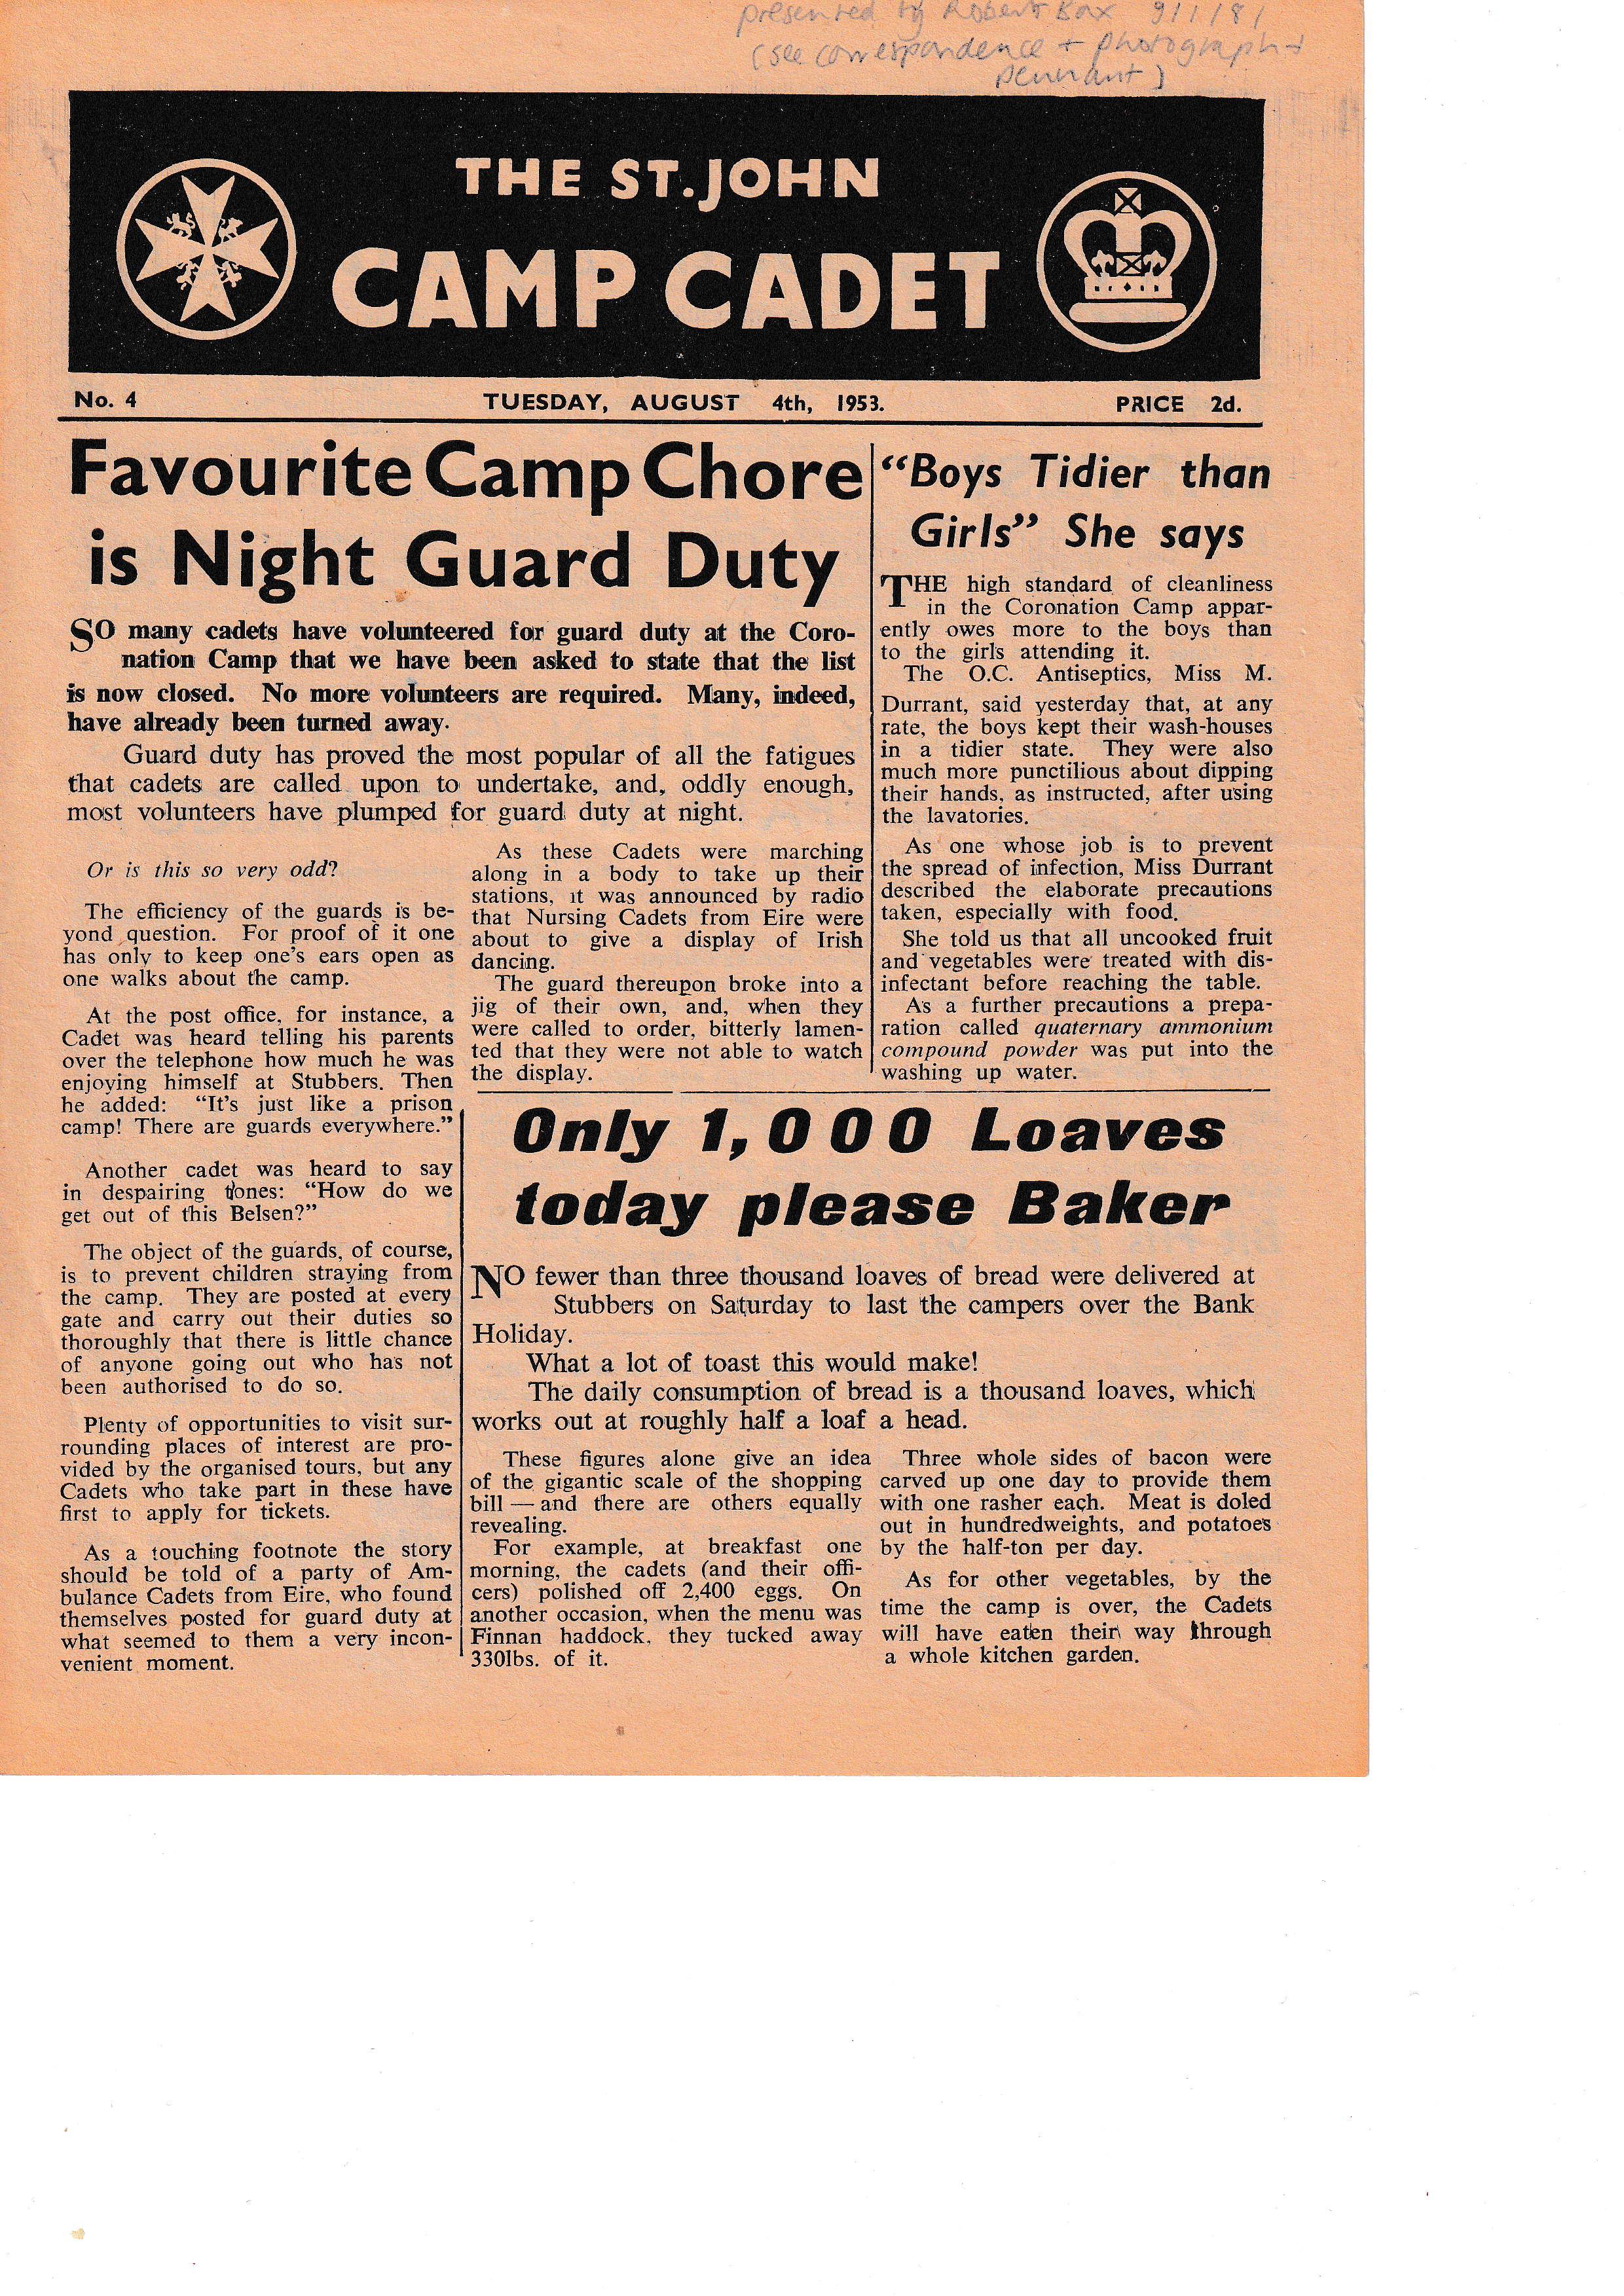 presented by Robert Bax 9/1/81
(see correspondence + photograph +
pennant)
THE ST. JOHN
CAMP CADET
No. 4 TUESDAY, AUGUST 4th, 1953. PRICE 2d.
Favourite Camp Chore
is Night Guard Duty
SO many cadets have volunteered for guard duty at the Coro-
nation Camp that we have been asked to state that the list
is now closed. No more volunteers are required. Many, indeed,
have already been turned away.
Guard duty has proved the most popular of all the fatigues
that cadets are called upon to undertake, and, oddly enough,
most volunteers have plumped for guard duty at night.
Or is this so very odd?
The efficiency of the guards is be-
yond question. For proof of it one
has only to keep one's ears open as
one walks about the camp.
At the post office, for instance, a
Cadet was heard telling his parents
over the telephone how much he was
enjoying himself at Stubbers. Then
he added: "It's just like a prison
camp! There are guards everywhere."
Another cadet was heard to say
in despairing tones: "How do we
get out of this Belsen?"
The object of the guards, of course,
is to prevent children straying from
the camp. They are posted at every
gate and carry out their duties so
thoroughly that there is little chance
of anyone going out who has not
been authorised to do so.
Plenty of opportunities to visit sur-
rounding places of interest are pro-
vided by the organised tours, but any
Cadets who take part in these have
first to apply for tickets.
As a touching footnote the story
should be told of a party of Am-
bulance Cadets from Eire, who found
themselves posted for guard duty at
what seemed to them a very incon-
venient moment.
As these Cadets were marching
along in a body to take up their
stations, it was announced by radio
that Nursing Cadets from Eire were
about to give a display of Irish
dancing.
The guard thereupon broke into a
jig of their own, and, when they
were called to order, bitterly lamen-
ted that they were not able to watch
the display.
"Boys Tidier than
Girls" She says
THE high standard of cleanliness
in the Coronation Camp appar-
ently owes more to the boys than
to the girls attending it.
The O.C. Antiseptics, Miss M.
Durrant, said yesterday that, at any
rate, the boys kept their wash-houses
in a tidier state. They were also
much more punctilious about dipping
their hands, as instructed, after using
the lavatories.
As one whose job is to prevent
the spread of infection, Miss Durrant
described the elaborate precautions
taken, especially with food.
She told us that all uncooked fruit
and vegetables were treated with dis-
infectant before reaching the table.
As a further precautions a prepa-
ration called quaternary ammonium
compound powder was put into the
washing up water.
Only 1,000 Loaves
today please Baker
NO fewer than three thousand loaves of bread were delivered at
Stubbers on Saturday to last the campers over the Bank
Holiday.
What a lot of toast this would make!
The daily consumption of bread is a thousand loaves, which
works out at roughly half a loaf a head.
These figures alone give an idea
of the gigantic scale of the shopping
bill — and there are others equally
revealing.
For example, at breakfast one
morning, the cadets (and their offi-
cers) polished off 2,400 eggs. On
another occasion, when the menu was
Finnan haddock, they tucked away
330lbs. of it.
Three whole sides of bacon were
carved up one day to provide them
with one rasher each. Meat is doled
out in hundredweights, and potatoes
by the half-ton per day.
As for other vegetables, by the
time the camp is over, the Cadets
will have eaten their way through
a whole kitchen garden.